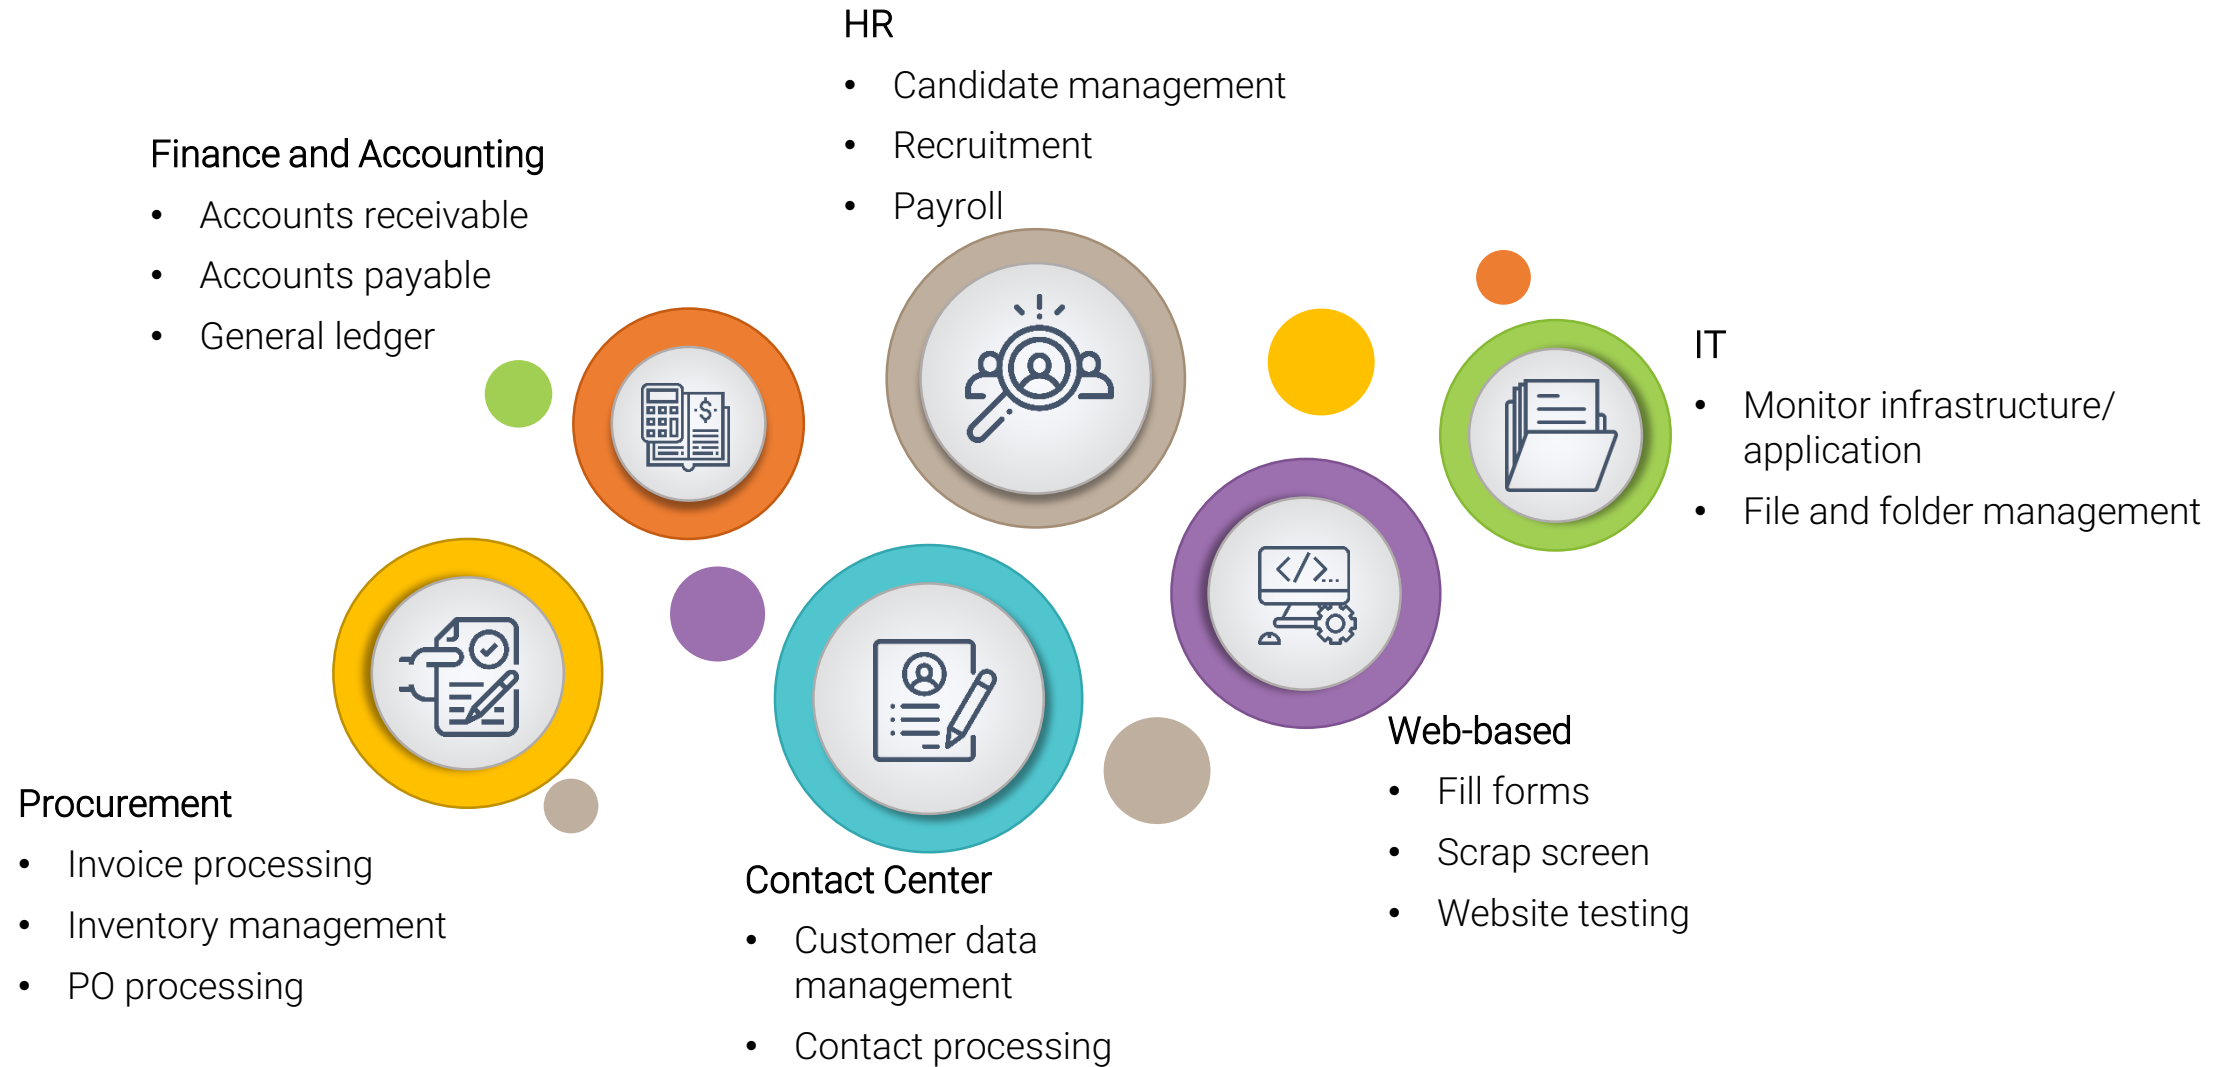 HR
• Candidate management
• Recruitment
• Payroll
Finance and Accounting
• Accounts receivable
• Accounts payable
• General ledger
$
IT
• Monitor infrastructure/
application
• File and folder management
</>...
Procurement
• Invoice processing
• Inventory management
• PO processing
Contact Center
• Customer data
management
• Contact processing
Web-based
• Fill forms
• Scrap screen
• Website testing